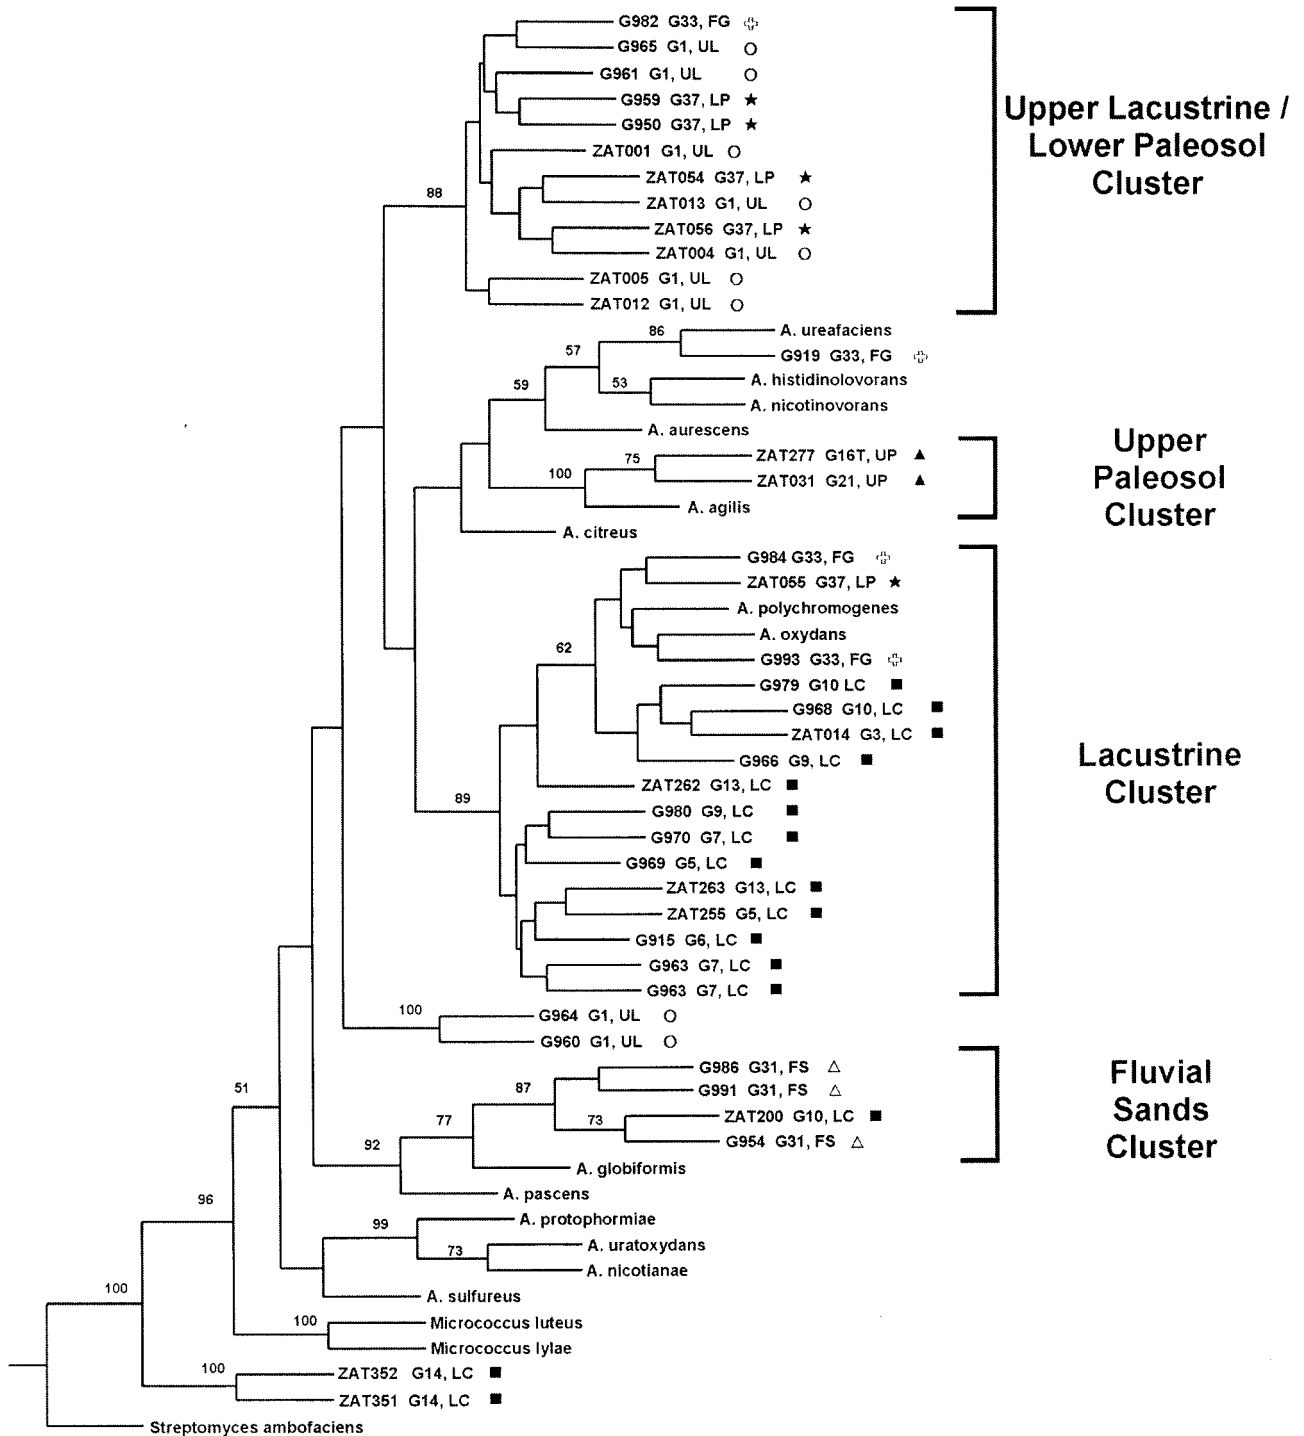 G982 G33, FG
G965 G1, UL
G961 G1, UL
G959 G37, LP
G950 G37, LP
ZAT001 G1, UL
ZAT054 G37, LP
88
ZAT013 G1, UL
ZAT056 G37, LP
ZAT004 G1, UL
ZAT005 G1, UL
ZAT012 G1, UL
Upper Lacustrine /
Lower Paleosol
Cluster
86
A. ureafaciens
57
G919 G33, FG
59
53
A. histidinolovorans
A. nicotinovorans
A. aurescens
75
ZAT277 G16T, UP
100
ZAT031 G21, UP
A. agilis
A. citreus
Upper
Paleosol
Cluster
G984 G33, FG
ZAT055 G37, LP
A. polychromogenes
A. oxydans
62
G993 G33, FG
G979 G10 LC
G968 G10, LC
ZAT014 G3, LC
G966 G9, LC
ZAT262 G13, LC
89
G980 G9, LC
G970 G7, LC
G969 G5, LC
ZAT263 G13, LC
ZAT255 G5, LC
G915 G6, LC
G963 G7, LC
G963 G7, LC
Lacustrine
Cluster
100
G964 G1, UL
G960 G1, UL
G986 G31, FS
87
G991 G31, FS
51
77
73
ZAT200 G10, LC
92
G954 G31, FS
A. globiformis
A. pascens
Fluvial
Sands
Cluster
96
99
A. protophormiae
73
A. uratoxydans
A. nicotianae
100
A. sulfureus
100
Micrococcus luteus
Micrococcus lylae
100
ZAT352 G14, LC
ZAT351 G14, LC
Streptomyces ambofaciens